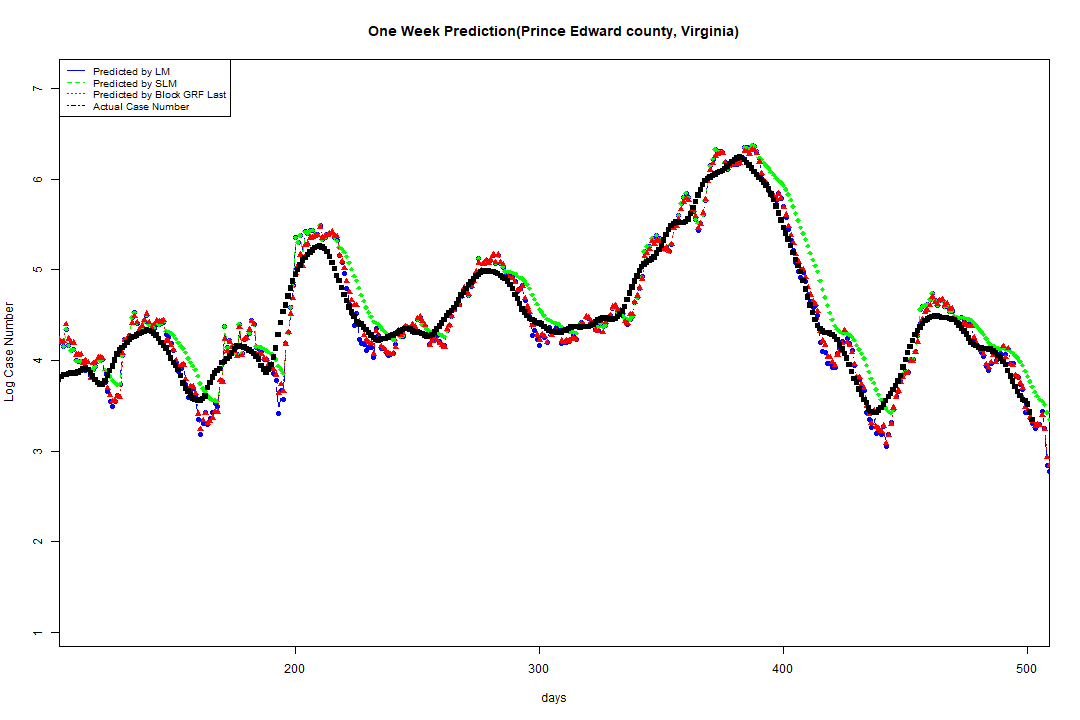 One Week Prediction(Prince Edward county, Virginia)
Predicted by LM
Predicted by SLM
Predicted by Block GRF Last
Actual Case Number
7
6
5
4
3
2
1
Log Case Number
200
300
400
500
days